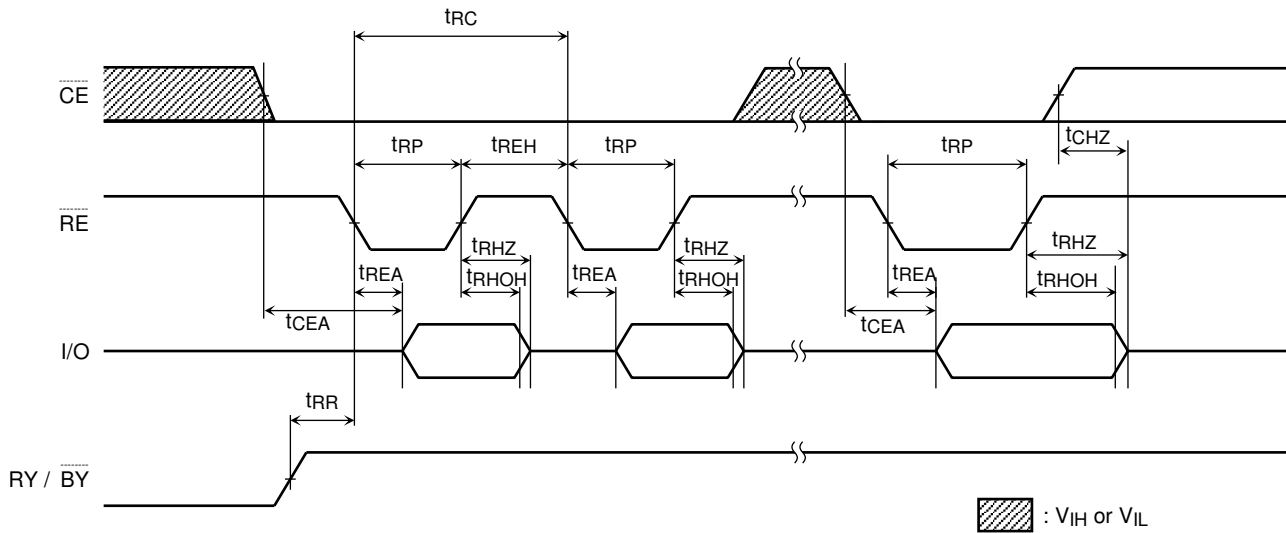 tRC
CE
tRP tREH tRP tRP tCHZ
RE
tRHZ tRHZ tRHZ
tREA tREA tREA
tRHOH tRHOH tRHOH
tCEA tCEA
I/O
tRR
RY / BY
: VIH or VIL